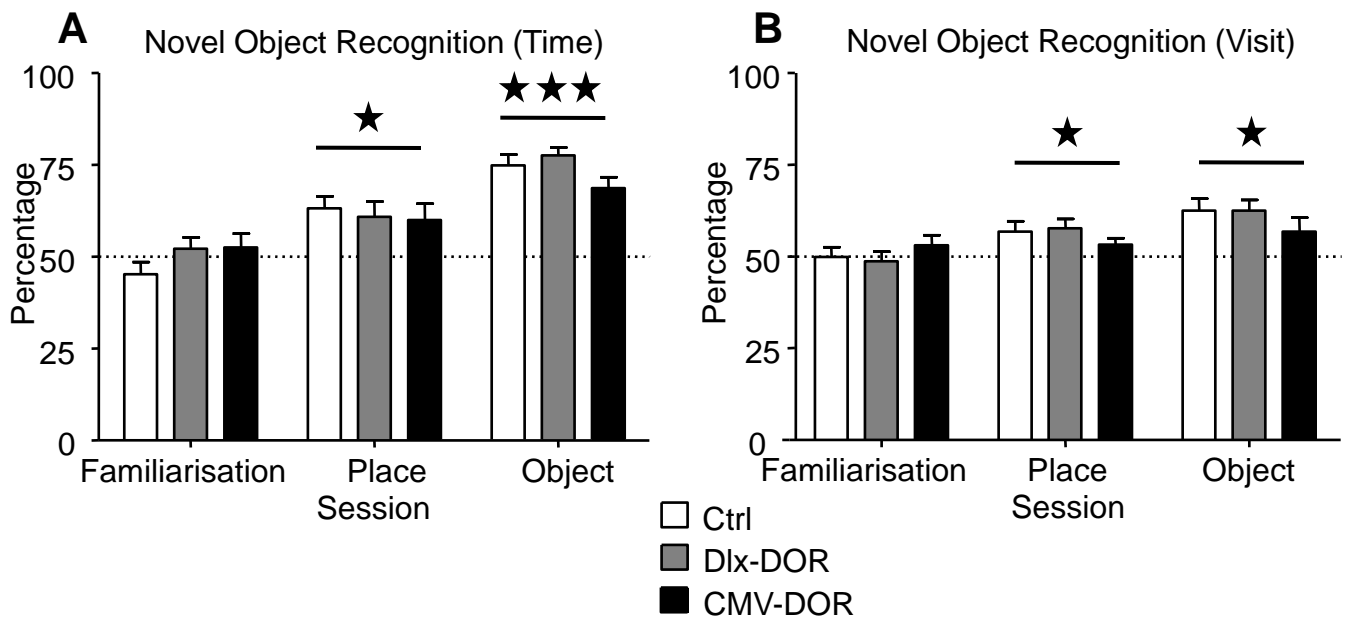 A
Novel Object Recognition (Time)
★
★★★
Percentage
100
75
50
25
0
Familiarisation
Place
Object
Session
B
Novel Object Recognition (Visit)
★
★
Percentage
100
75
50
25
0
Familiarisation
Place
Object
Session
Ctrl
Dlx-DOR
CMV-DOR